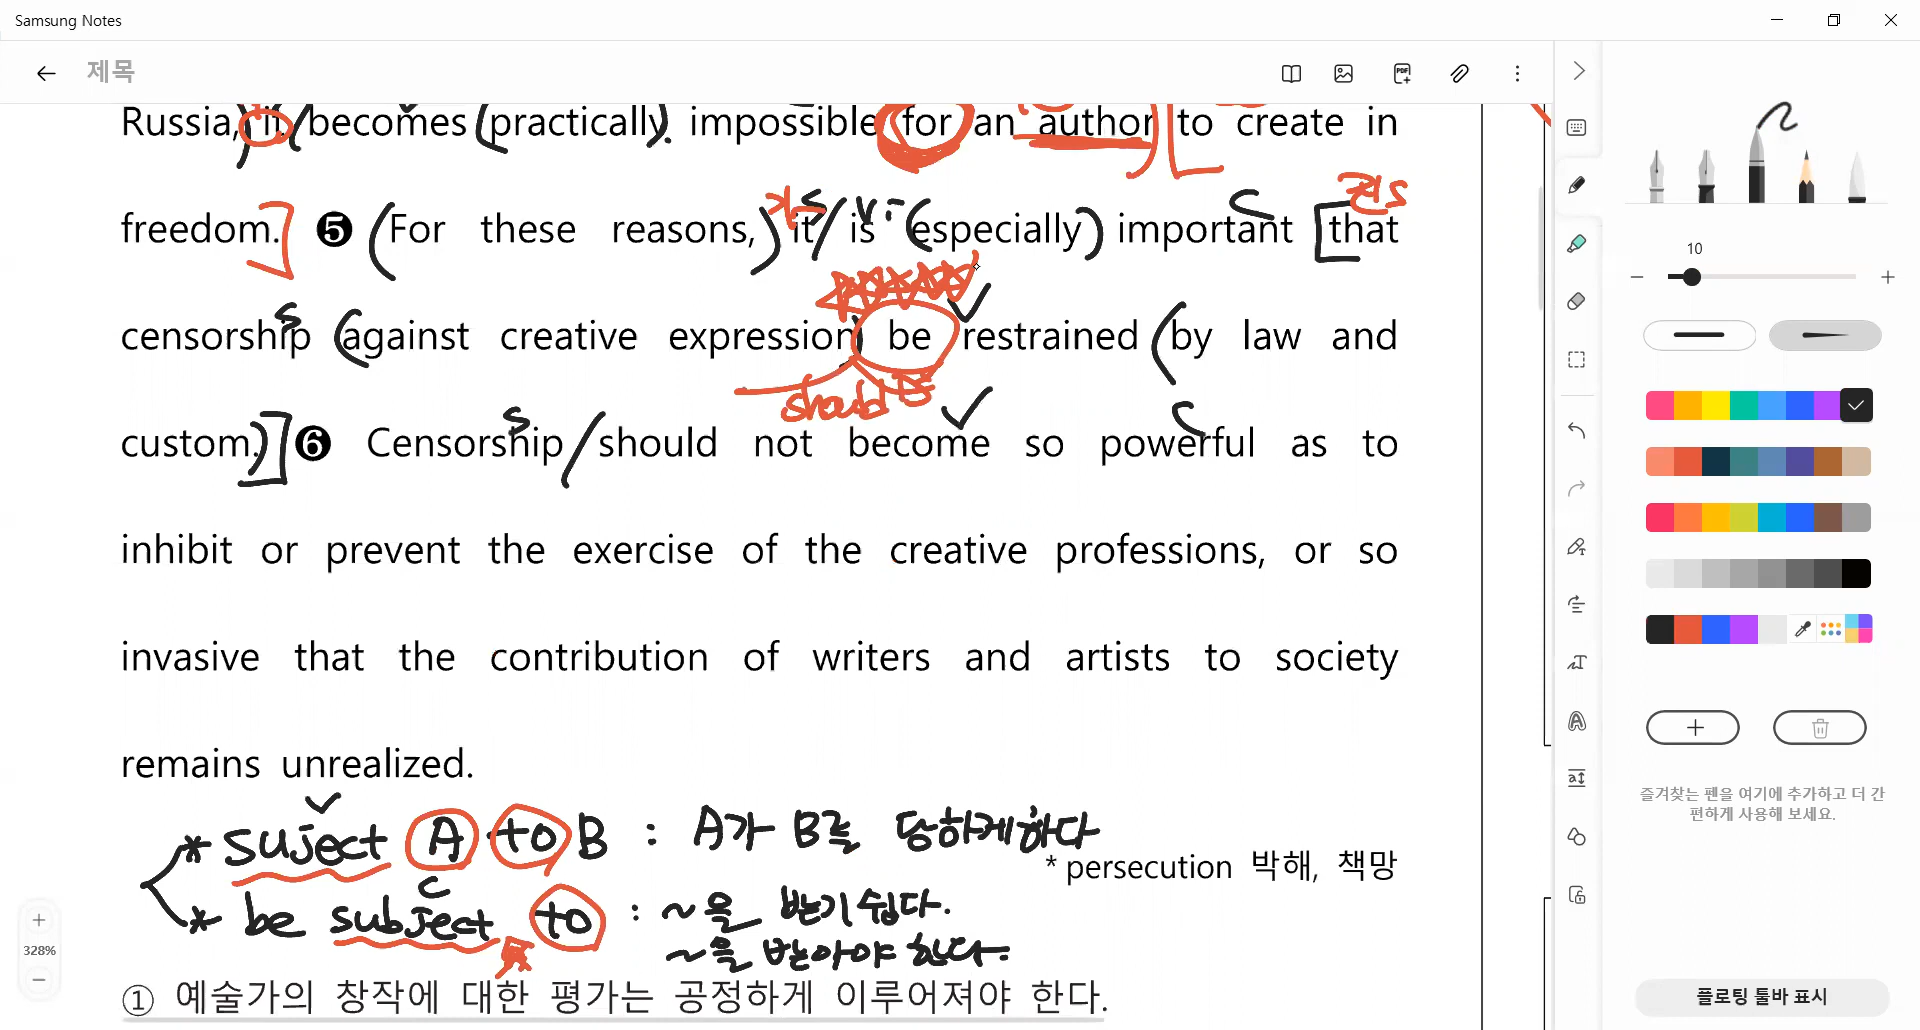 Samsung Notes
제목
Russia, it becomes practically impossible for an author to create in
freedom. ❺ For these reasons, it is especially important that
censorship against creative expression be restrained by law and
should
custom. ❻ Censorship should not become so powerful as to
inhibit or prevent the exercise of the creative professions, or so
invasive that the contribution of writers and artists to society
remains unrealized.
* suject A to B : A가 B를 당하게하다
* persecution 박해, 책망
* be subject to : ~을 받기 쉽다.
~을 받아야 한다.
① 예술가의 창작에 대한 평가는 공정하게 이루어져야 한다.
328%
10
즐겨찾는 펜을 여기에 추가하고 더 간
편하게 사용해 보세요.
플로팅 툴바 표시